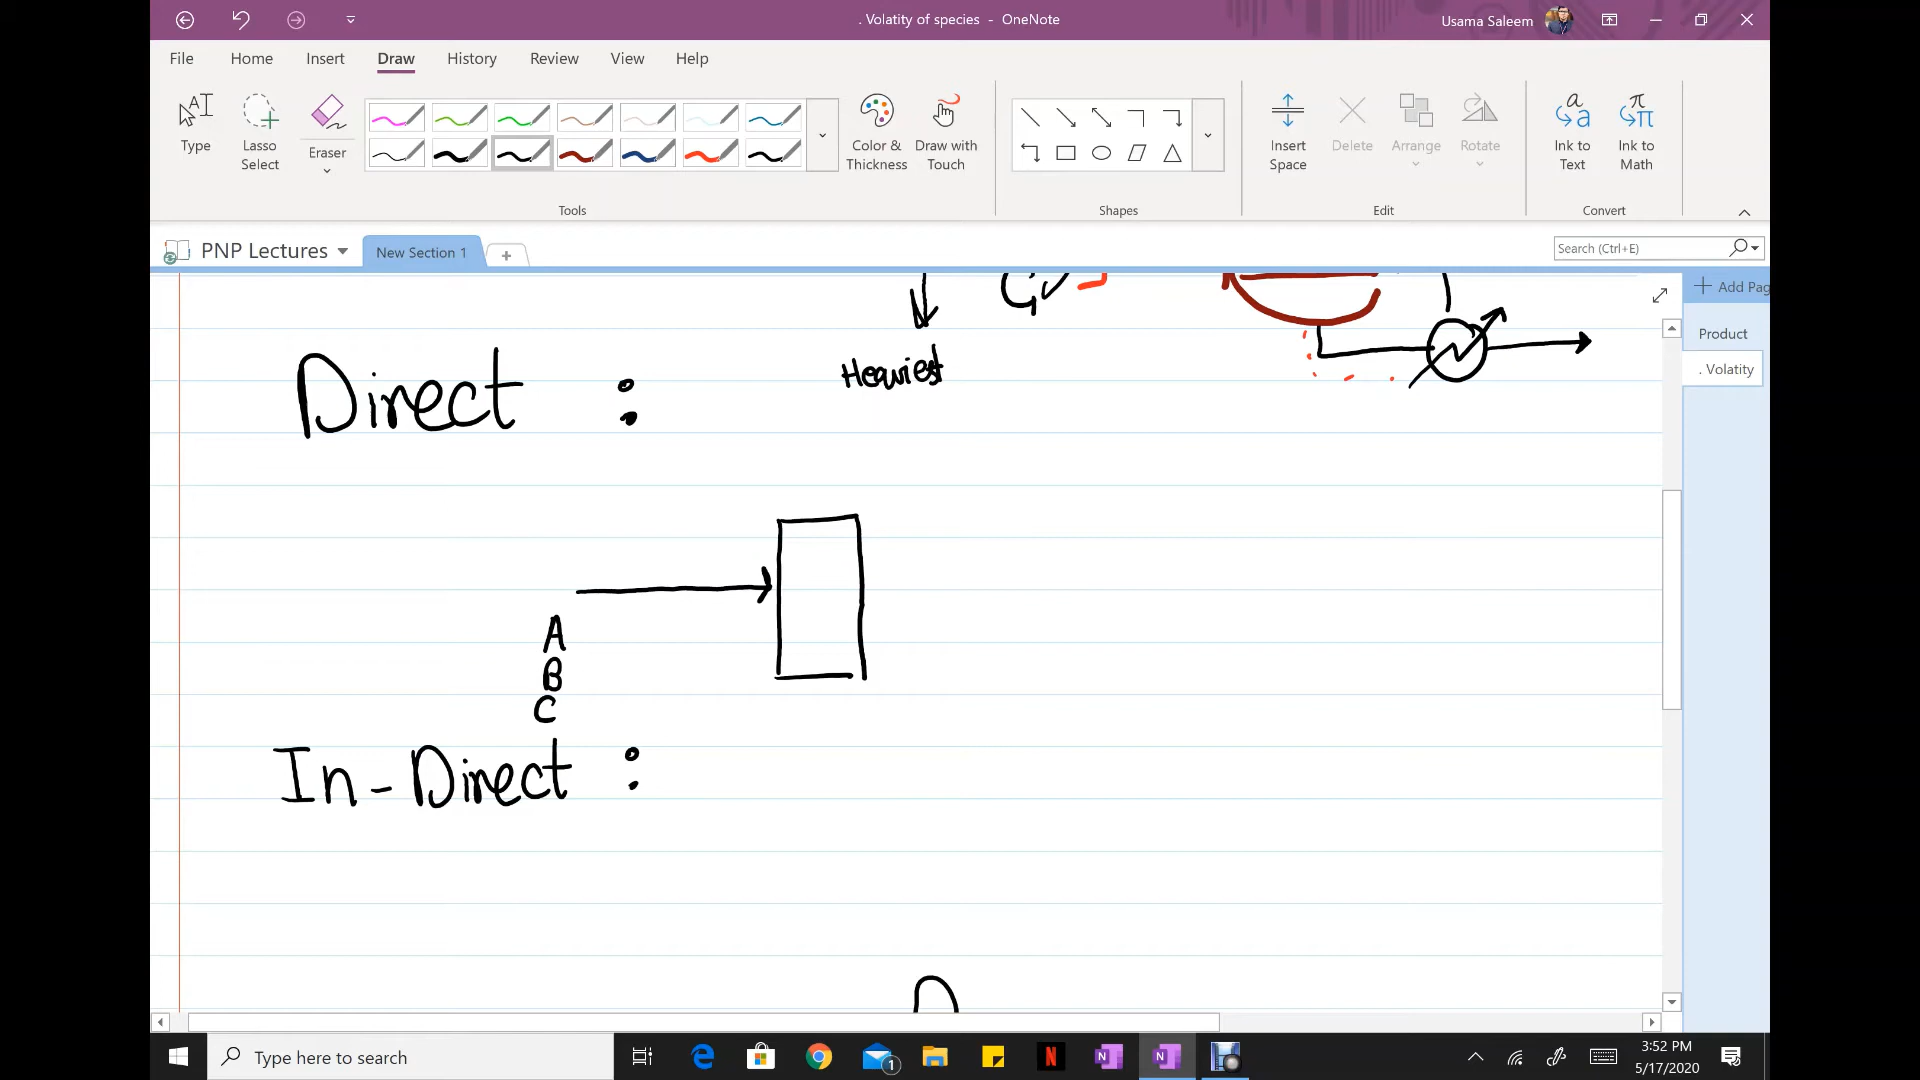 . Volatity of species - OneNote
Usama Saleem
File Home Insert Draw History Review View Help
Type
Lasso Select
Eraser
Color & Thickness
Draw with Touch
Insert Space
Delete
Arrange
Rotate
Ink to Text
Ink to Math
Tools
Shapes
Edit
Convert
PNP Lectures
New Section 1
Search (Ctrl+E)
Add Pag
Product
. Volatity
Heaviest
Direct :
A
B
C
In-Direct :
Type here to search
1
3:52 PM
5/17/2020